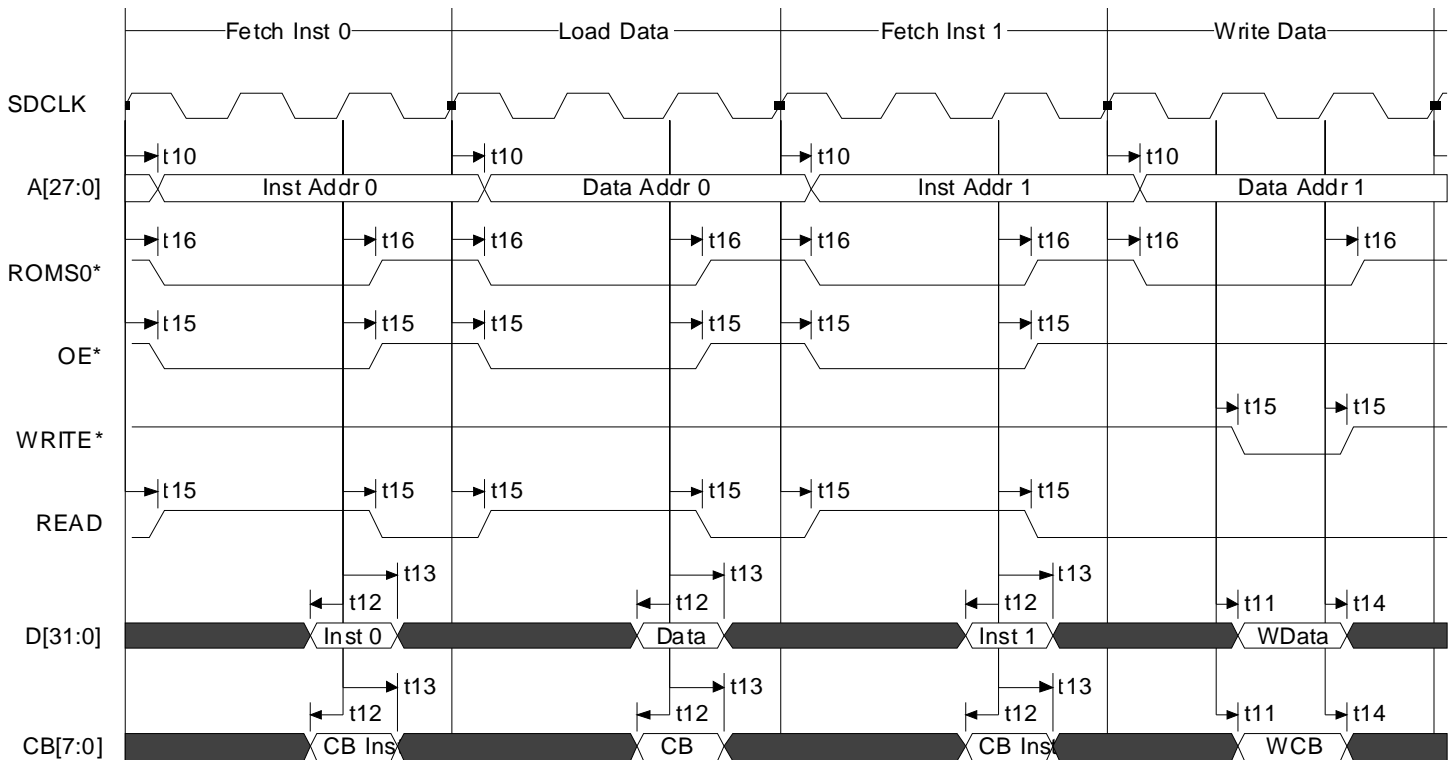 Fetch Inst 0 Load Data Fetch Inst 1 Write Data
SDCLK
t10 t10 t10 t10
A[27:0] Inst Addr 0 Data Addr 0 Inst Addr 1 Data Addr 1
t16 t16 t16 t16 t16 t16 t16 t16
ROMS0*
t15 t15 t15 t15 t15 t15
OE*
t15 t15
WRITE*
t15 t15 t15 t15 t15 t15
READ
t13 t13 t13
t12 t12 t12 t11 t14
D[31:0] Inst 0 Data Inst 1 WData
t13 t13 t13
t12 t12 t12 t11 t14
CB[7:0] CB Ins CB CB Inst WCB